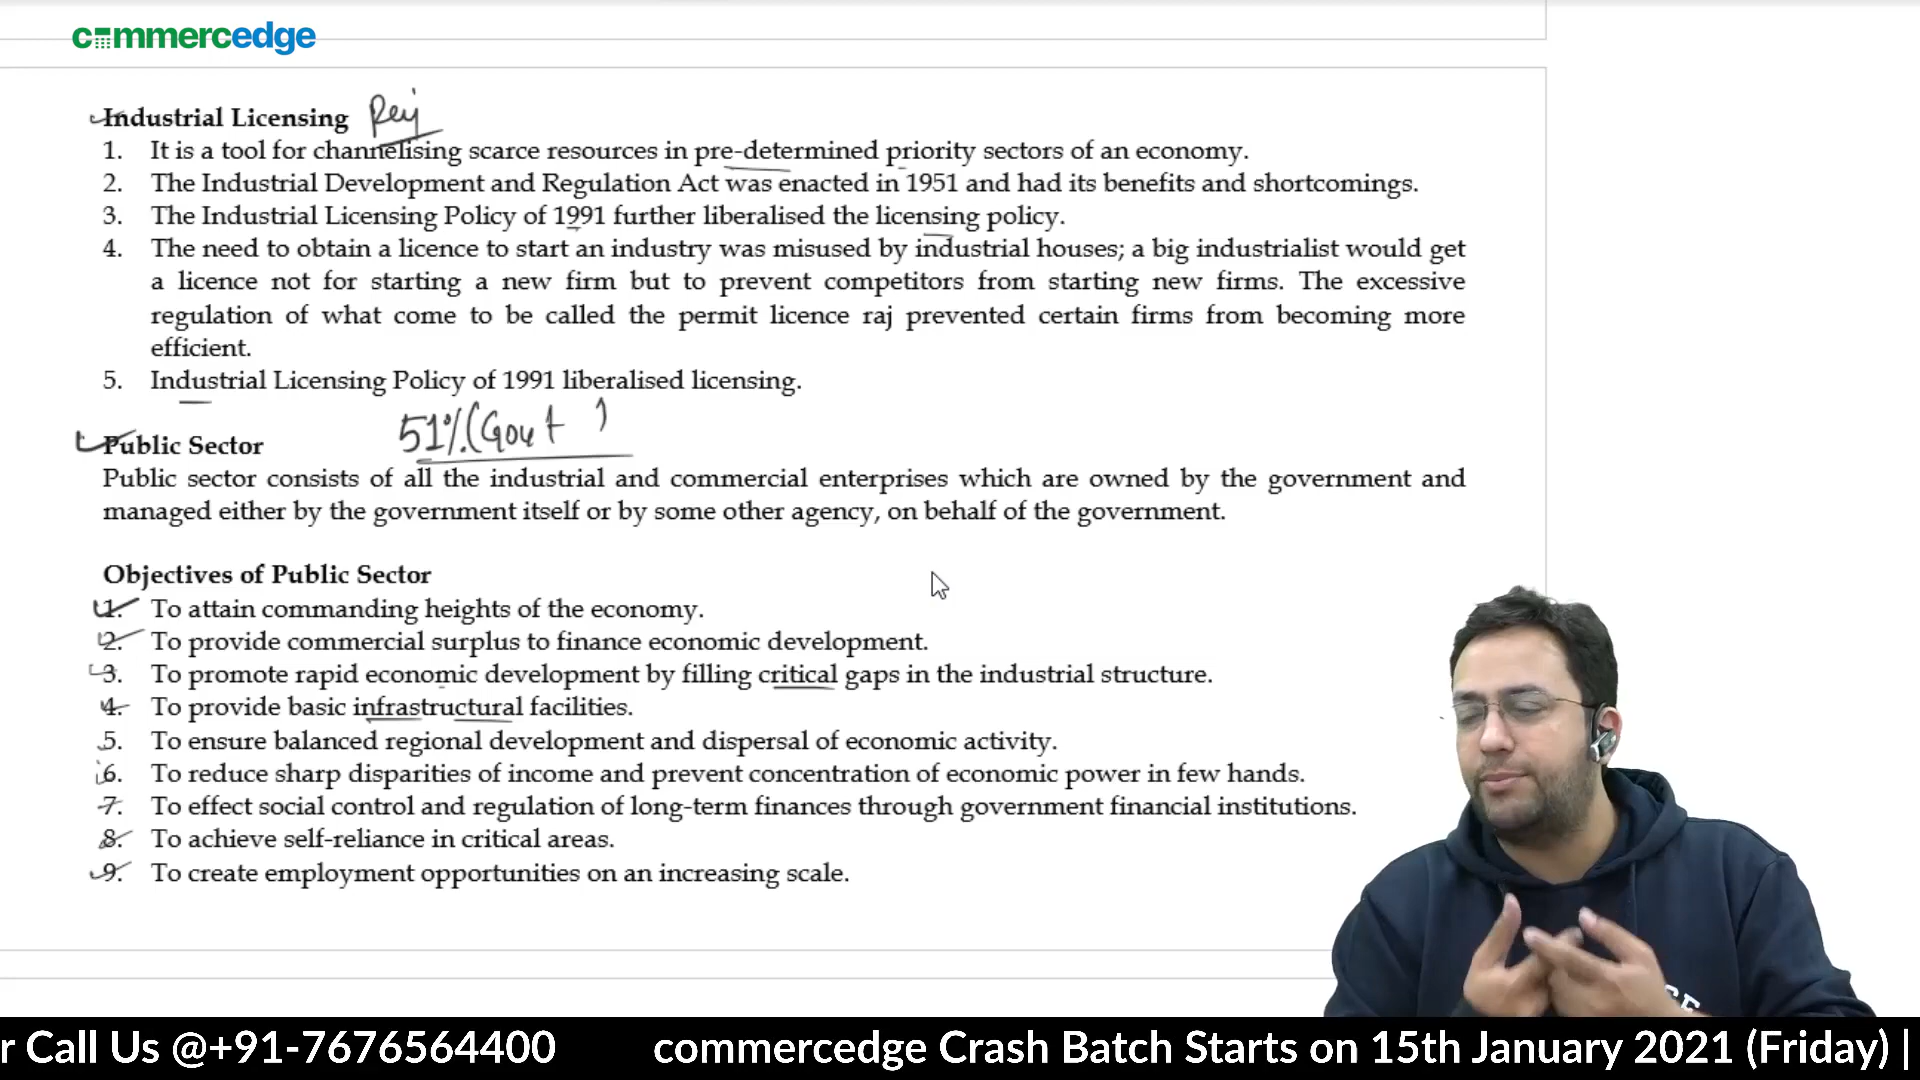 commercedge
Industrial Licensing Raj
1. It is a tool for channelising scarce resources in pre-determined priority sectors of an economy.
2. The Industrial Development and Regulation Act was enacted in 1951 and had its benefits and shortcomings.
3. The Industrial Licensing Policy of 1991 further liberalised the licensing policy.
4. The need to obtain a licence to start an industry was misused by industrial houses; a big industrialist would get
a licence not for starting a new firm but to prevent competitors from starting new firms. The excessive
regulation of what come to be called the permit licence raj prevented certain firms from becoming more
efficient.
5. Industrial Licensing Policy of 1991 liberalised licensing.
51% (Govt )
Public Sector
Public sector consists of all the industrial and commercial enterprises which are owned by the government and
managed either by the government itself or by some other agency, on behalf of the government.
Objectives of Public Sector
1. To attain commanding heights of the economy.
2. To provide commercial surplus to finance economic development.
3. To promote rapid economic development by filling critical gaps in the industrial structure.
4. To provide basic infrastructural facilities.
5. To ensure balanced regional development and dispersal of economic activity.
6. To reduce sharp disparities of income and prevent concentration of economic power in few hands.
7. To effect social control and regulation of long-term finances through government financial institutions.
8. To achieve self-reliance in critical areas.
9. To create employment opportunities on an increasing scale.
r Call Us @+91-7676564400 commercedge Crash Batch Starts on 15th January 2021 (Friday) |